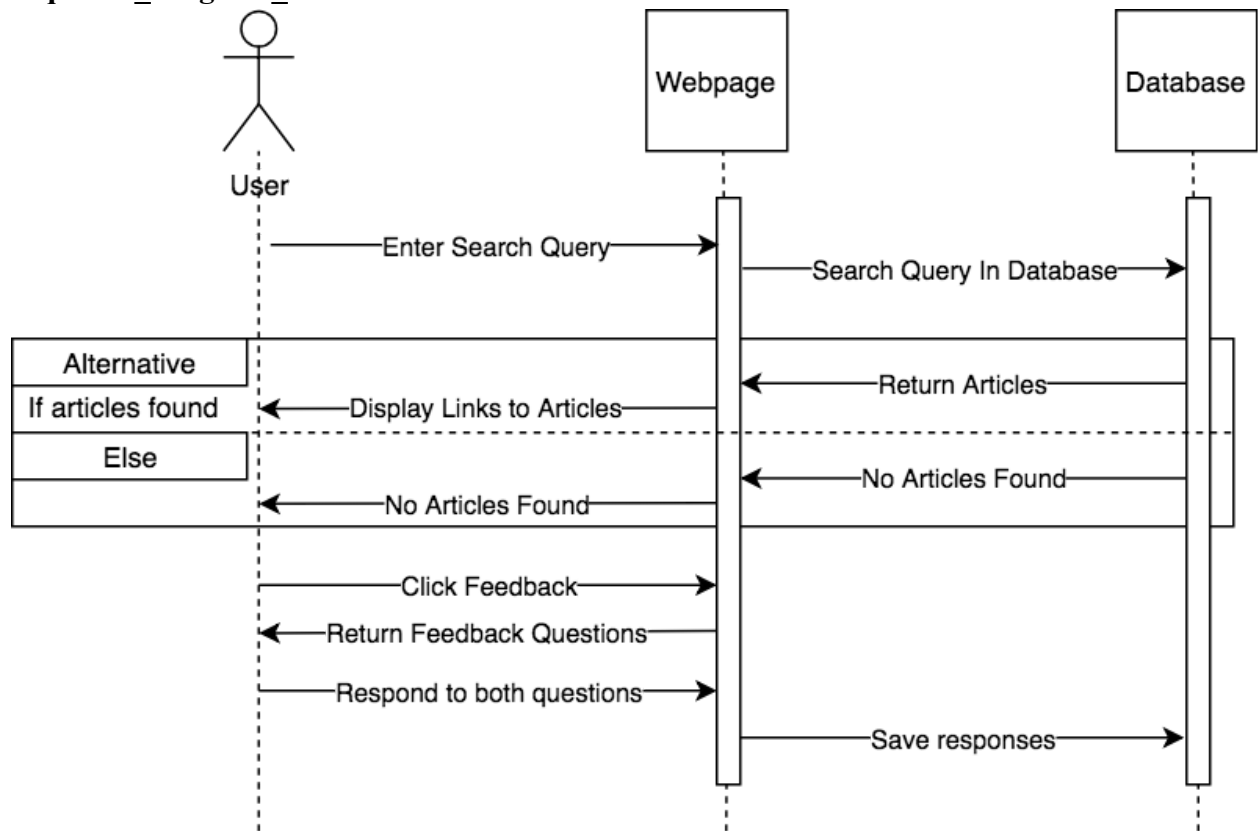 User
Webpage
Database
Enter Search Query
Search Query In Database
Alternative
Return Articles
If articles found
Display Links to Articles
Else
No Articles Found
No Articles Found
Click Feedback
Return Feedback Questions
Respond to both questions
Save responses